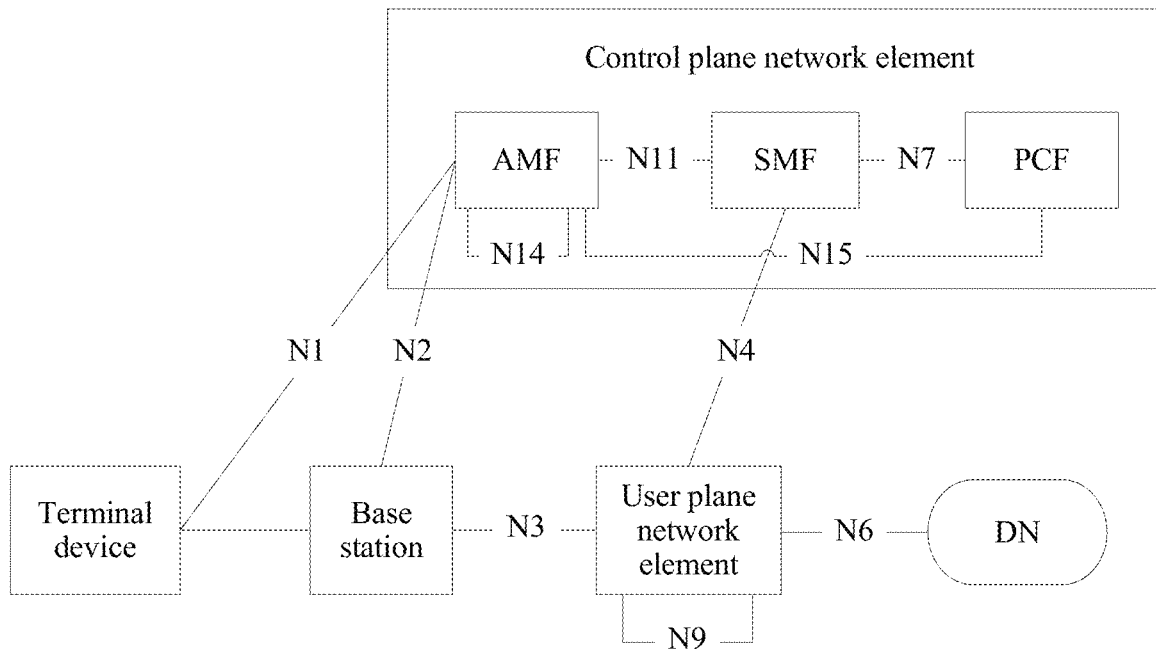 Control plane network element
AMF
N11
SMF
N7
PCF
N14
N15
N1
N2
N4
Terminal
device
Base
station
N3
User plane
network
element
N6
DN
N9